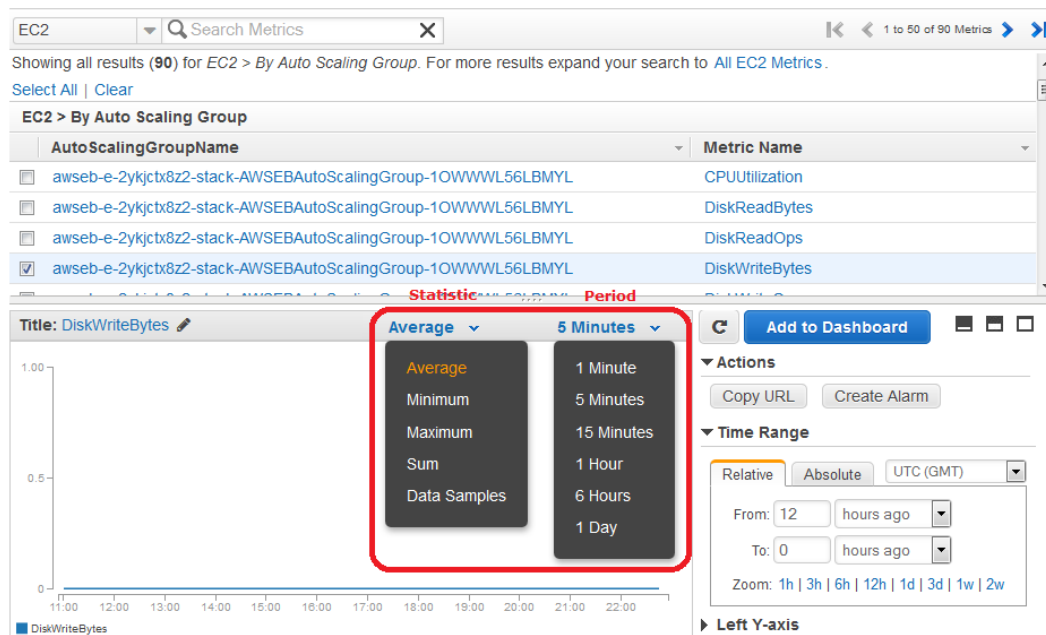 EC2 Search Metrics 1 to 50 of 90 Metrics
Showing all results (90) for EC2 > By Auto Scaling Group. For more results expand your search to All EC2 Metrics.
Select All | Clear
EC2 > By Auto Scaling Group
AutoScalingGroupName Metric Name
awseb-e-2ykjctx8z2-stack-AWSEBAutoScalingGroup-1OWWWL56LBMYL CPUUtilization
awseb-e-2ykjctx8z2-stack-AWSEBAutoScalingGroup-1OWWWL56LBMYL DiskReadBytes
awseb-e-2ykjctx8z2-stack-AWSEBAutoScalingGroup-1OWWWL56LBMYL DiskReadOps
awseb-e-2ykjctx8z2-stack-AWSEBAutoScalingGroup-1OWWWL56LBMYL DiskWriteBytes
Statistic Period
Title: DiskWriteBytes
Average 5 Minutes
Average
Minimum
Maximum
Sum
Data Samples
1 Minute
5 Minutes
15 Minutes
1 Hour
6 Hours
1 Day
1.00
0.5
0
11:00 12:00 13:00 14:00 15:00 16:00 17:00 18:00 19:00 20:00 21:00 22:00
DiskWriteBytes
Add to Dashboard
Actions
Copy URL Create Alarm
Time Range
Relative Absolute UTC (GMT)
From: 12 hours ago
To: 0 hours ago
Zoom: 1h | 3h | 6h | 12h | 1d | 3d | 1w | 2w
Left Y-axis